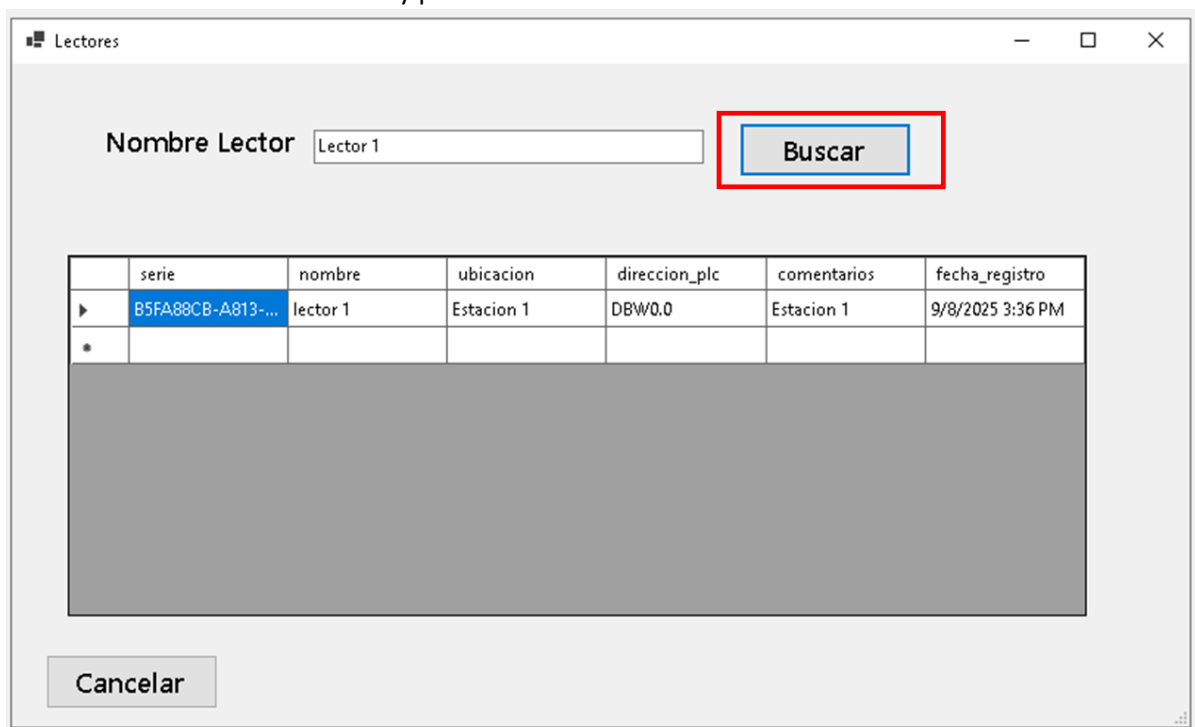 Lectores
Nombre Lector Lector 1 Buscar
serie nombre ubicacion direccion_plc comentarios fecha_registro
B5FA88CB-A813-... lector 1 Estacion 1 DBW0.0 Estacion 1 9/8/2025 3:36 PM
Cancelar